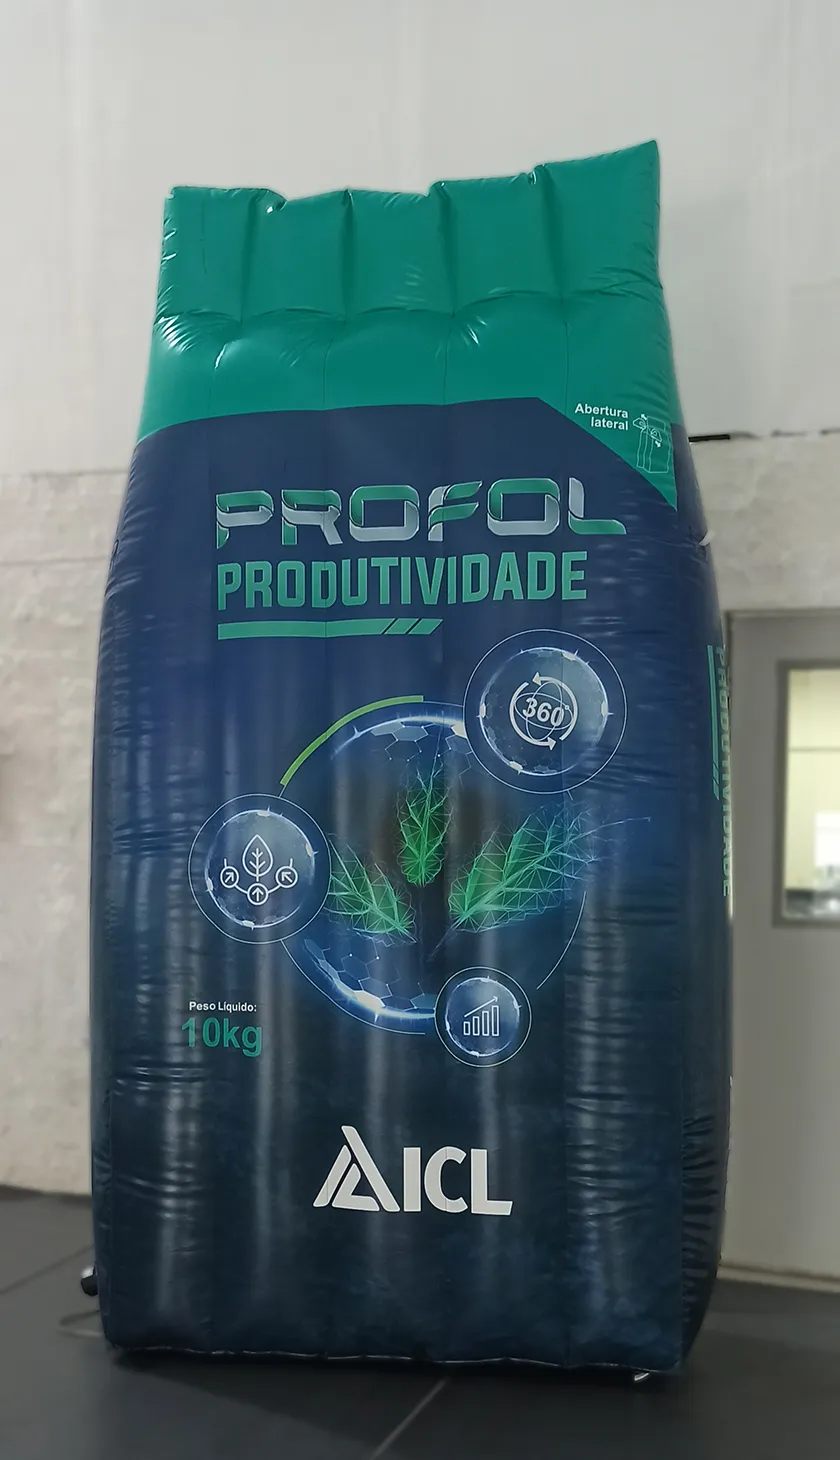 Abertura
lateral
PROFOL
PRODUTIVIDADE
360
Peso Líquido:
10kg
ICL
PRODUTIVIDADE